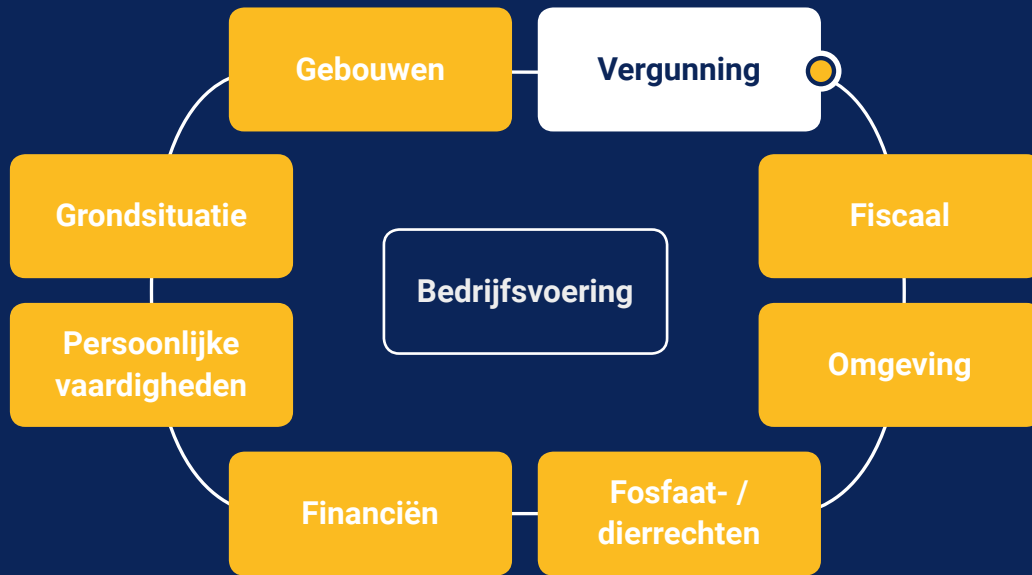 Gebouwen
Vergunning
Grondsituatie
Fiscaal
Bedrijfsvoering
Persoonlijke
vaardigheden
Omgeving
Financiën
Fosfaat- /
dierrechten